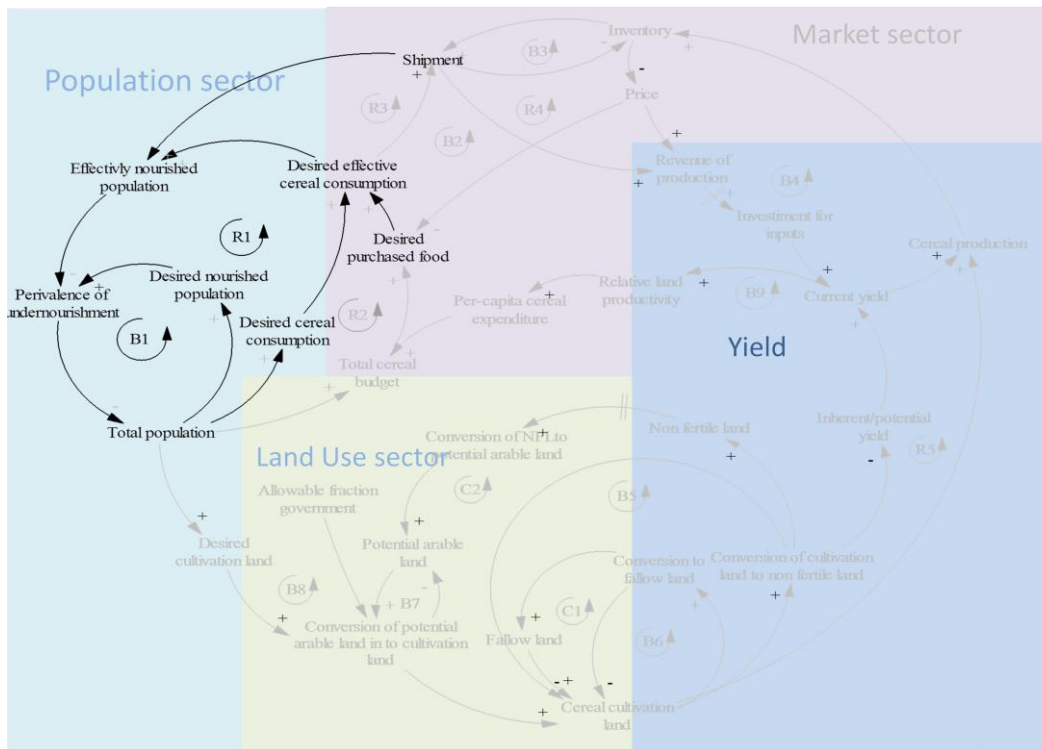 Market sector
Population sector
Inventory
B3
Shipment
Price
R3
R4
B2
Effectivly nourished
population
Desired effective
cereal consumption
Revenue of
production
B4
Investiment for
inputs
R1
Desired
purchased food
Cereal production
Desired nourished
population
Perivalence of
undernourishment
Relative land
productivity
B9
Current yield
Per-capita cereal
expenditure
R2
B1
Desired cereal
consumption
Yield
Total cereal
budget
Total population
Conversion of NFLto
potential arable land
Non fertile land
Inherent/potential
yield
R5
Land Use sector
C2
B5
Allowable fraction
government
Desired
cultivation land
Potential arable
land
Conversion to
fallow land
Conversion of cultivation
land to non fertile land
B8
B7
C1
Conversion of potential
arable land in to cultivation
land
Fallow land
B6
Cereal cultivation
land